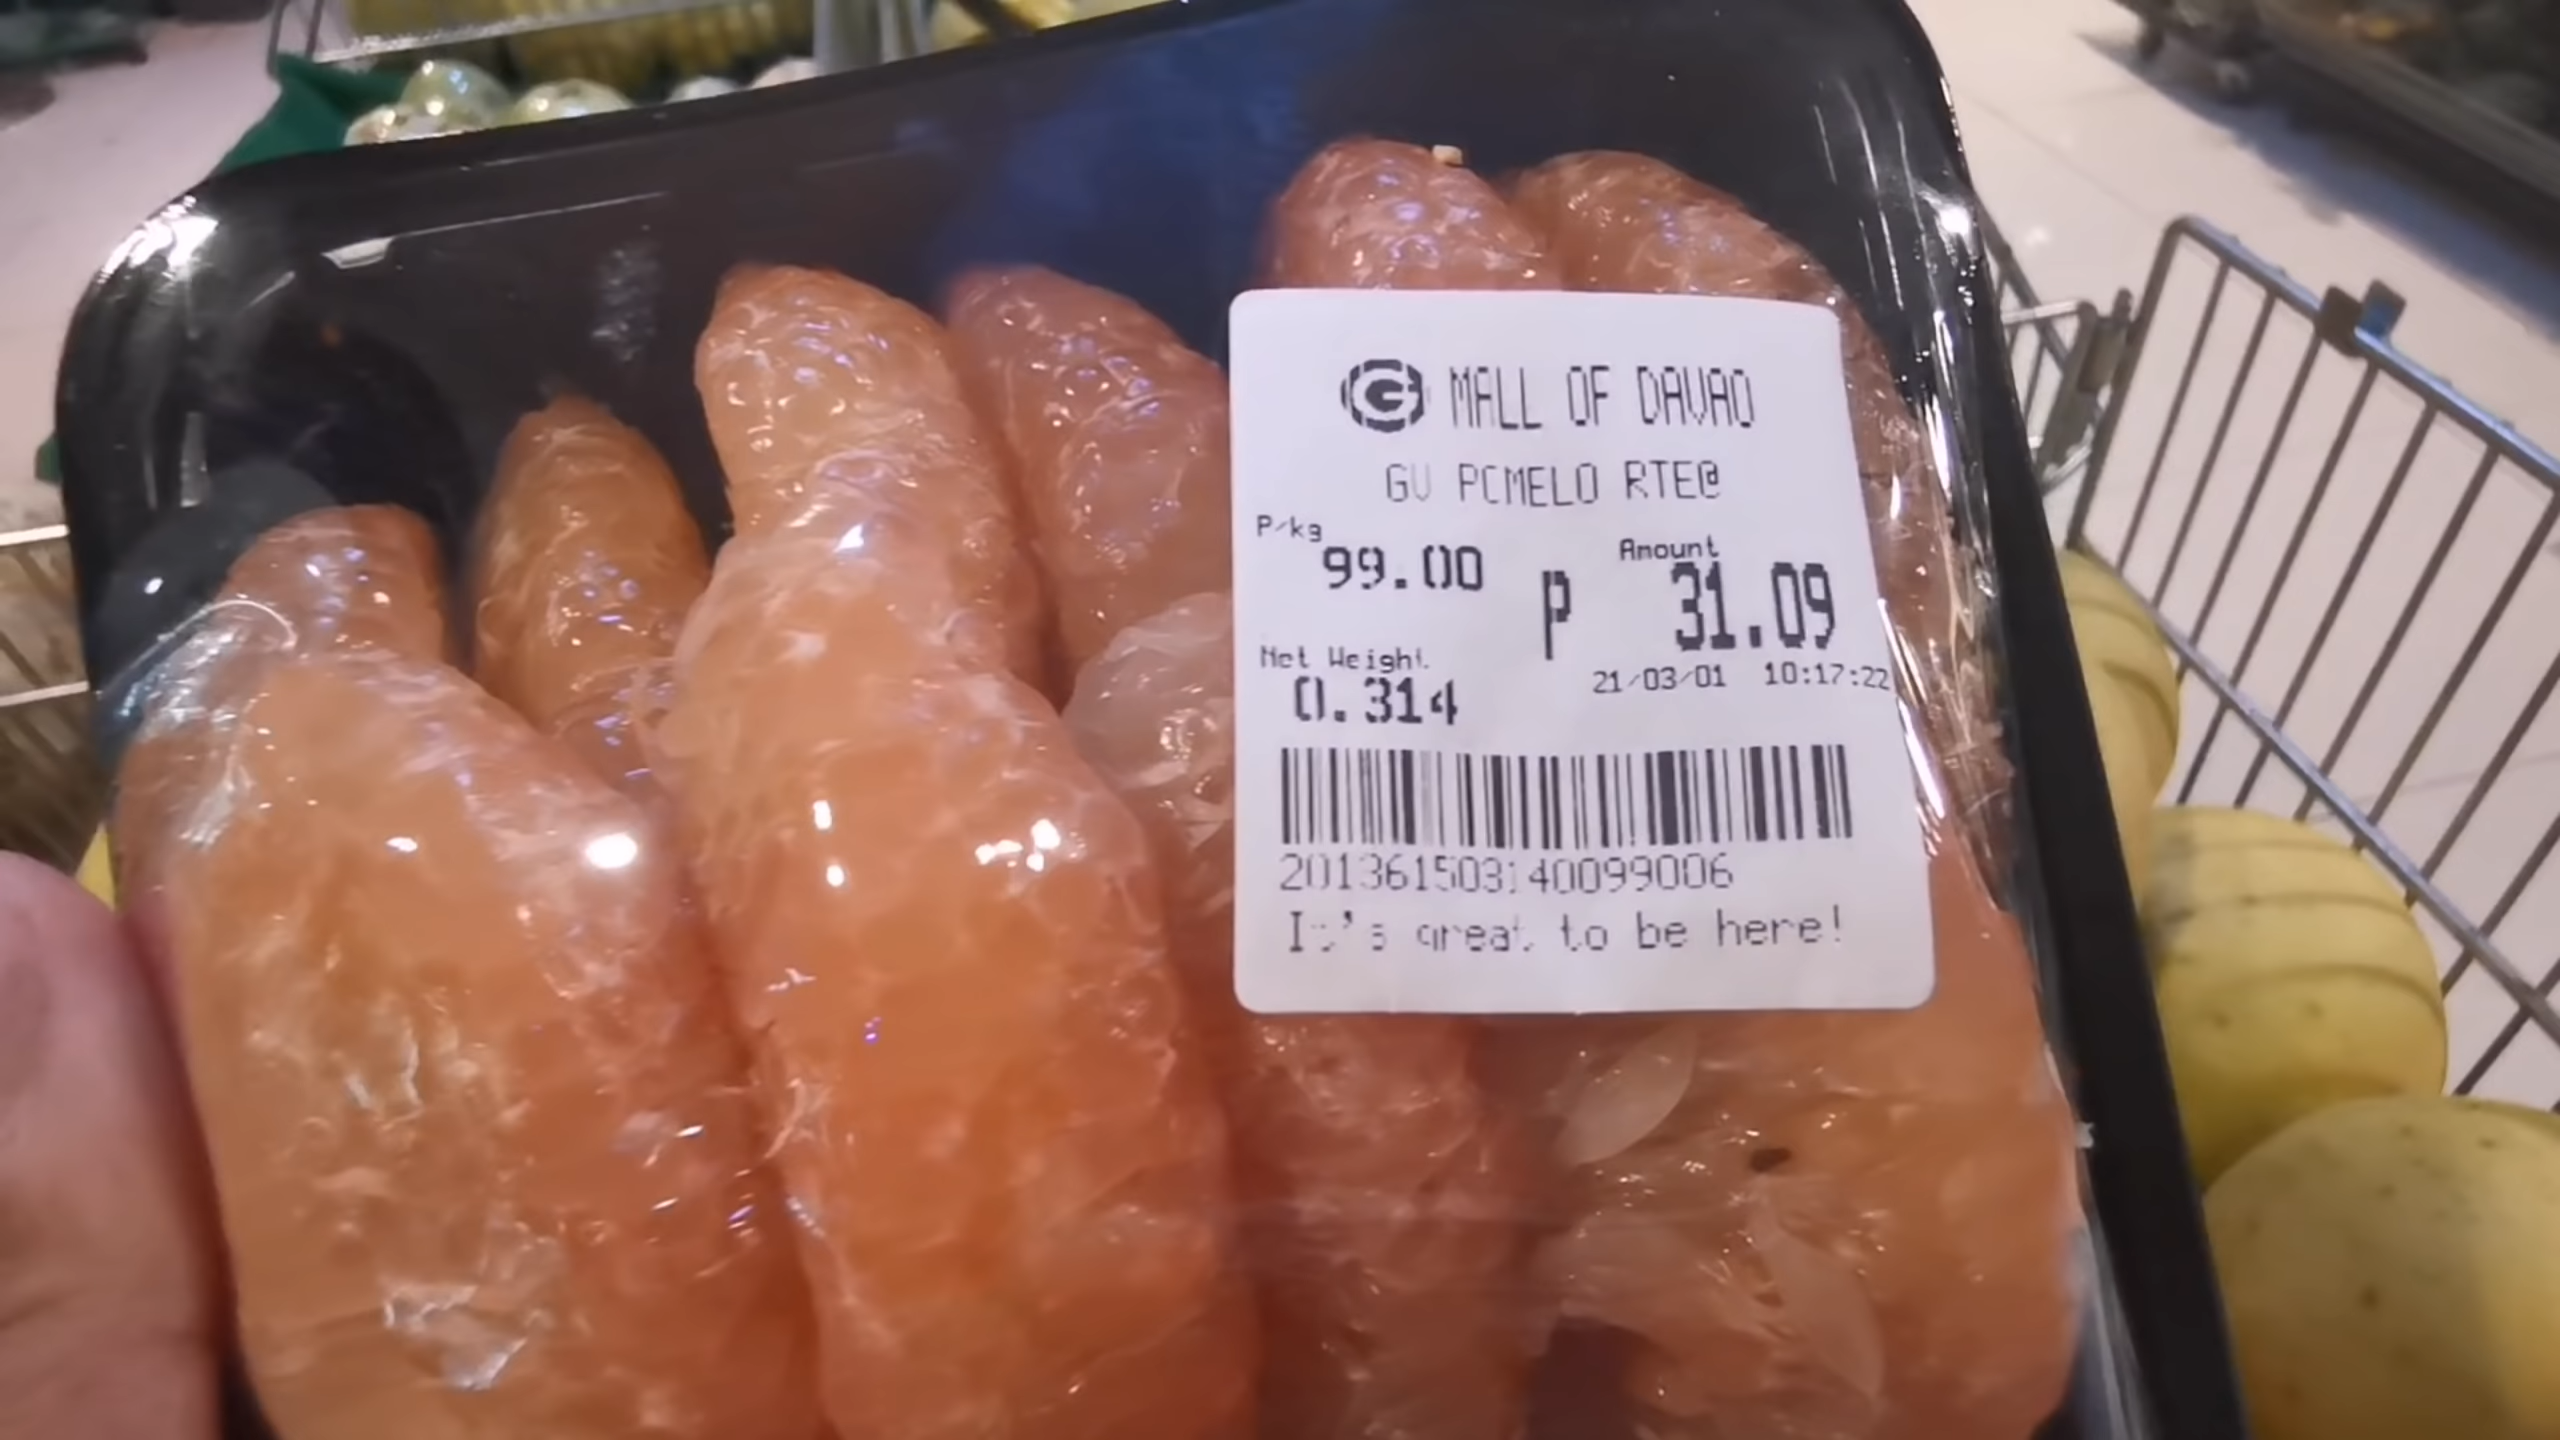 G MALL OF DAVAO
GV POMELO RTE@
P/kg
99.00
Amount
P 31.09
Net Weight
0.314
21/03/01 10:17:22
201361503140099006
It's great to be here!